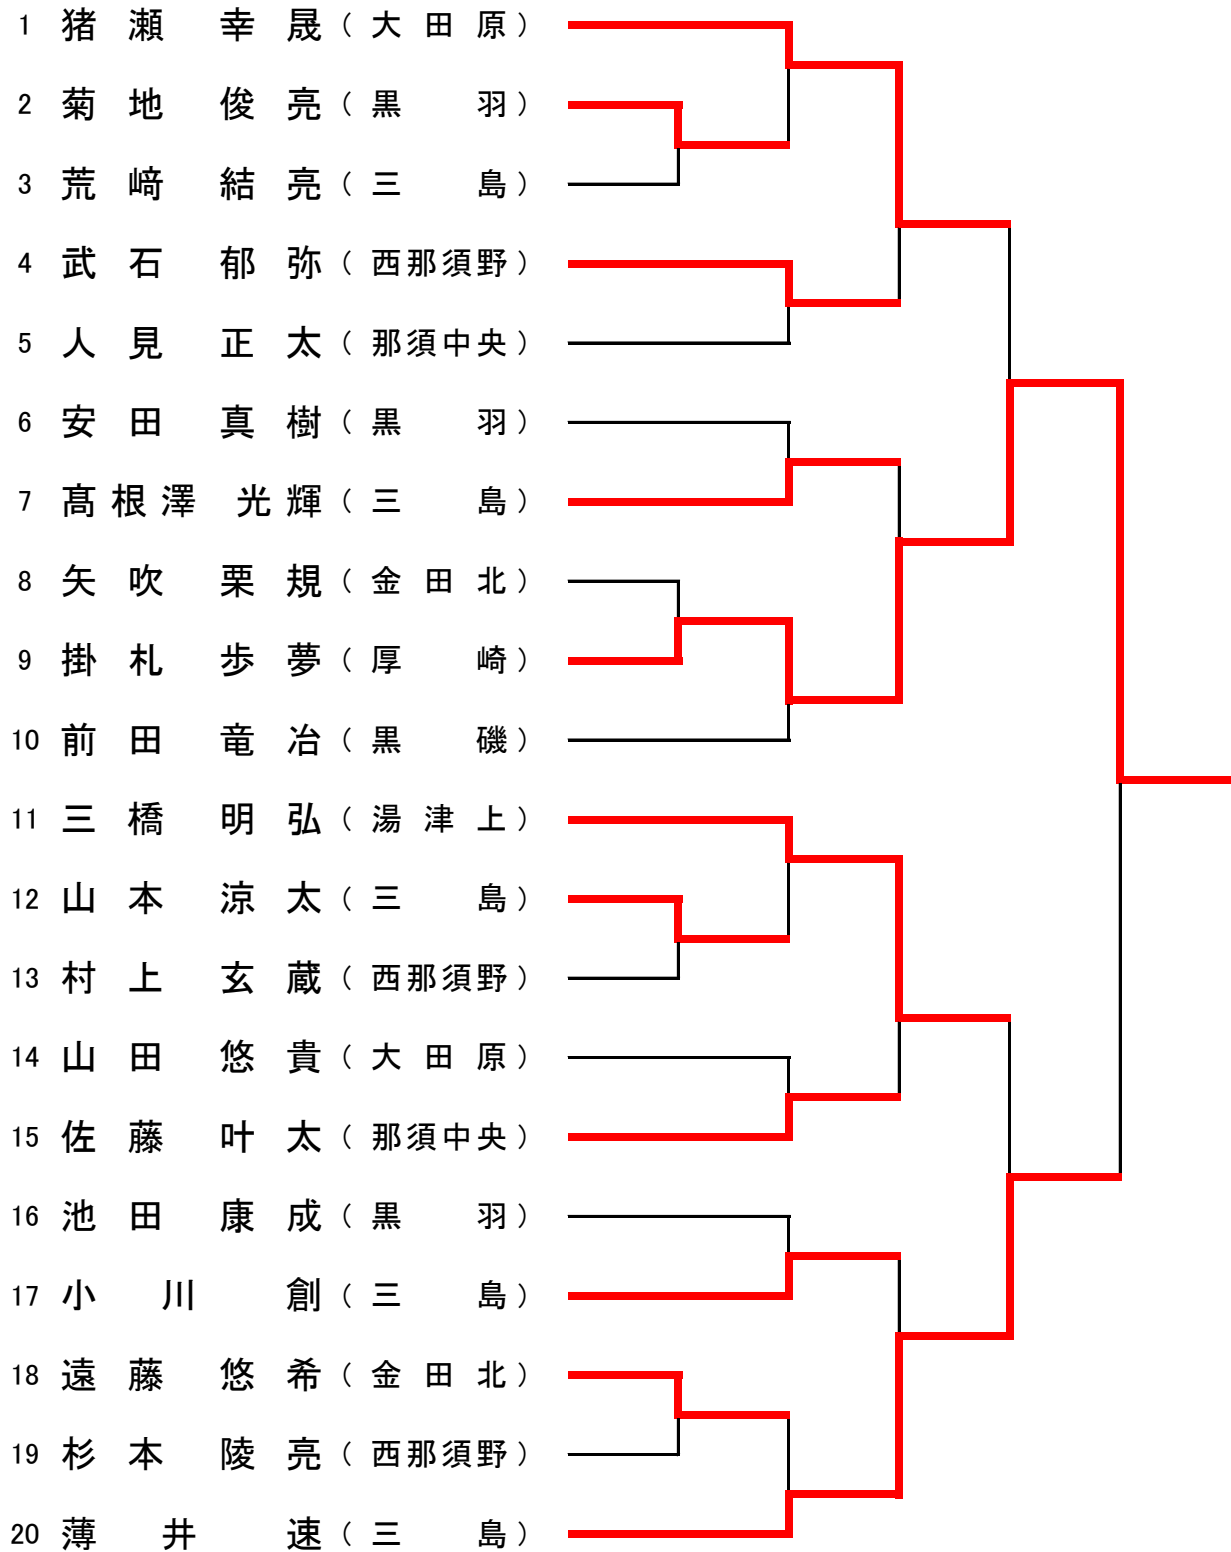 1 猪瀬 幸晟（大田原）
2 菊地 俊亮（黒羽）
3 荒﨑 結亮（三島）
4 武石 郁弥（西那須野）
5 人見 正太（那須中央）
6 安田 真樹（黒羽）
7 髙根澤 光輝（三島）
8 矢吹 栗規（金田北）
9 掛札 歩夢（厚崎）
10 前田 竜冶（黒磯）
11 三橋 明弘（湯津上）
12 山本 涼太（三島）
13 村上 玄蔵（西那須野）
14 山田 悠貴（大田原）
15 佐藤 叶太（那須中央）
16 池田 康成（黒羽）
17 小川 創（三島）
18 遠藤 悠希（金田北）
19 杉本 陵亮（西那須野）
20 薄井 速（三島）